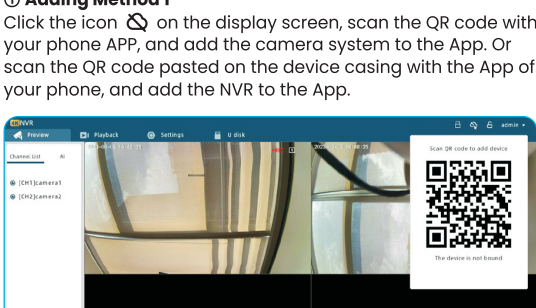 ① Adding Method 1
Click the icon on the display screen, scan the QR code with
your phone APP, and add the camera system to the App. Or
scan the QR code pasted on the device casing with the App of
your phone, and add the NVR to the App.
4K NVR
admin
Preview Playback Settings U disk
Channel List AI
Scan QR code to add device
[CH1]camera1
[CH2]camera2
The device is not bound